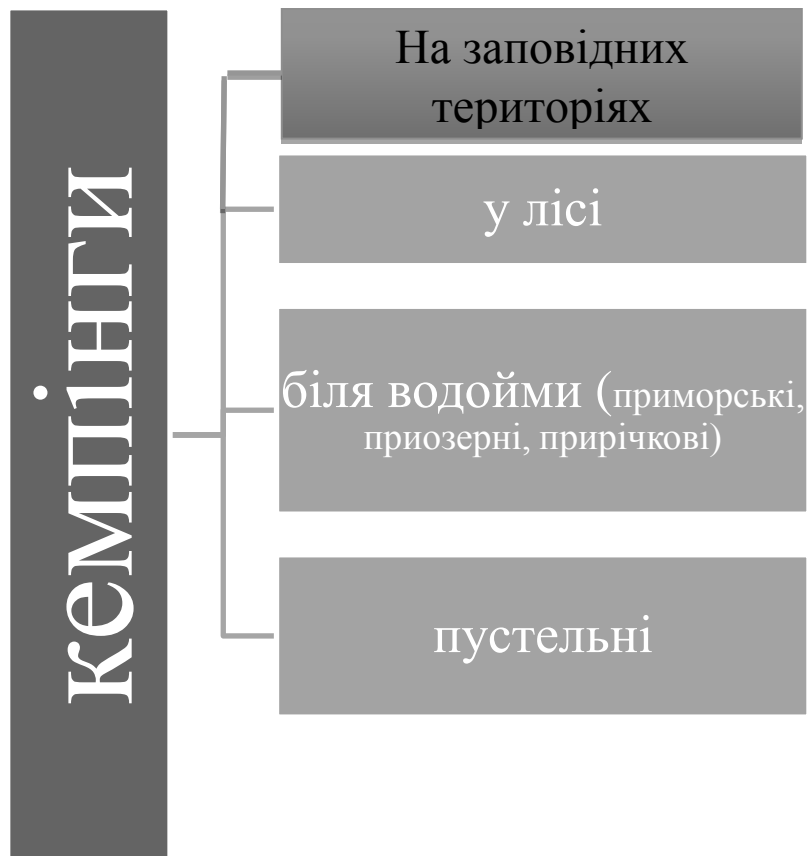 кемпінги
На заповідних
територіях
у лісі
біля водойми (приморські,
приозерні, прирічкові)
пустельні